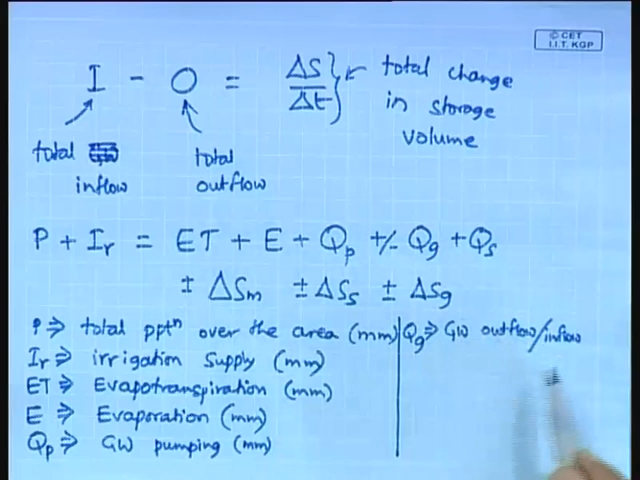 © CET
I.I.T. KGP
I - O = ΔS/Δt ← total change in storage volume
total inflow
total outflow
P + Ir = ET + E + Qp +/- Qg + Qs
± ΔSm ± ΔSs ± ΔSg
P ⇒ total pptⁿ over the area (mm)
Ir ⇒ irrigation supply (mm)
ET ⇒ Evapotranspiration (mm)
E ⇒ Evaporation (mm)
Qp ⇒ GW pumping (mm)
Qg ⇒ GW outflow/inflow